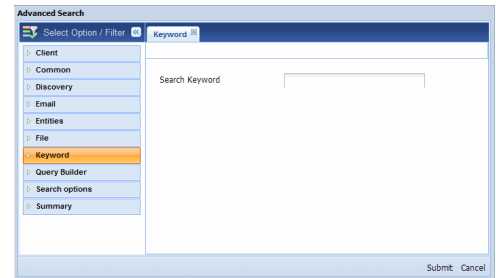 Advanced Search
Select Option / Filter
Keyword
Client
Common
Discovery
Email
Entities
File
Keyword
Query Builder
Search options
Summary
Search Keyword
Submit Cancel